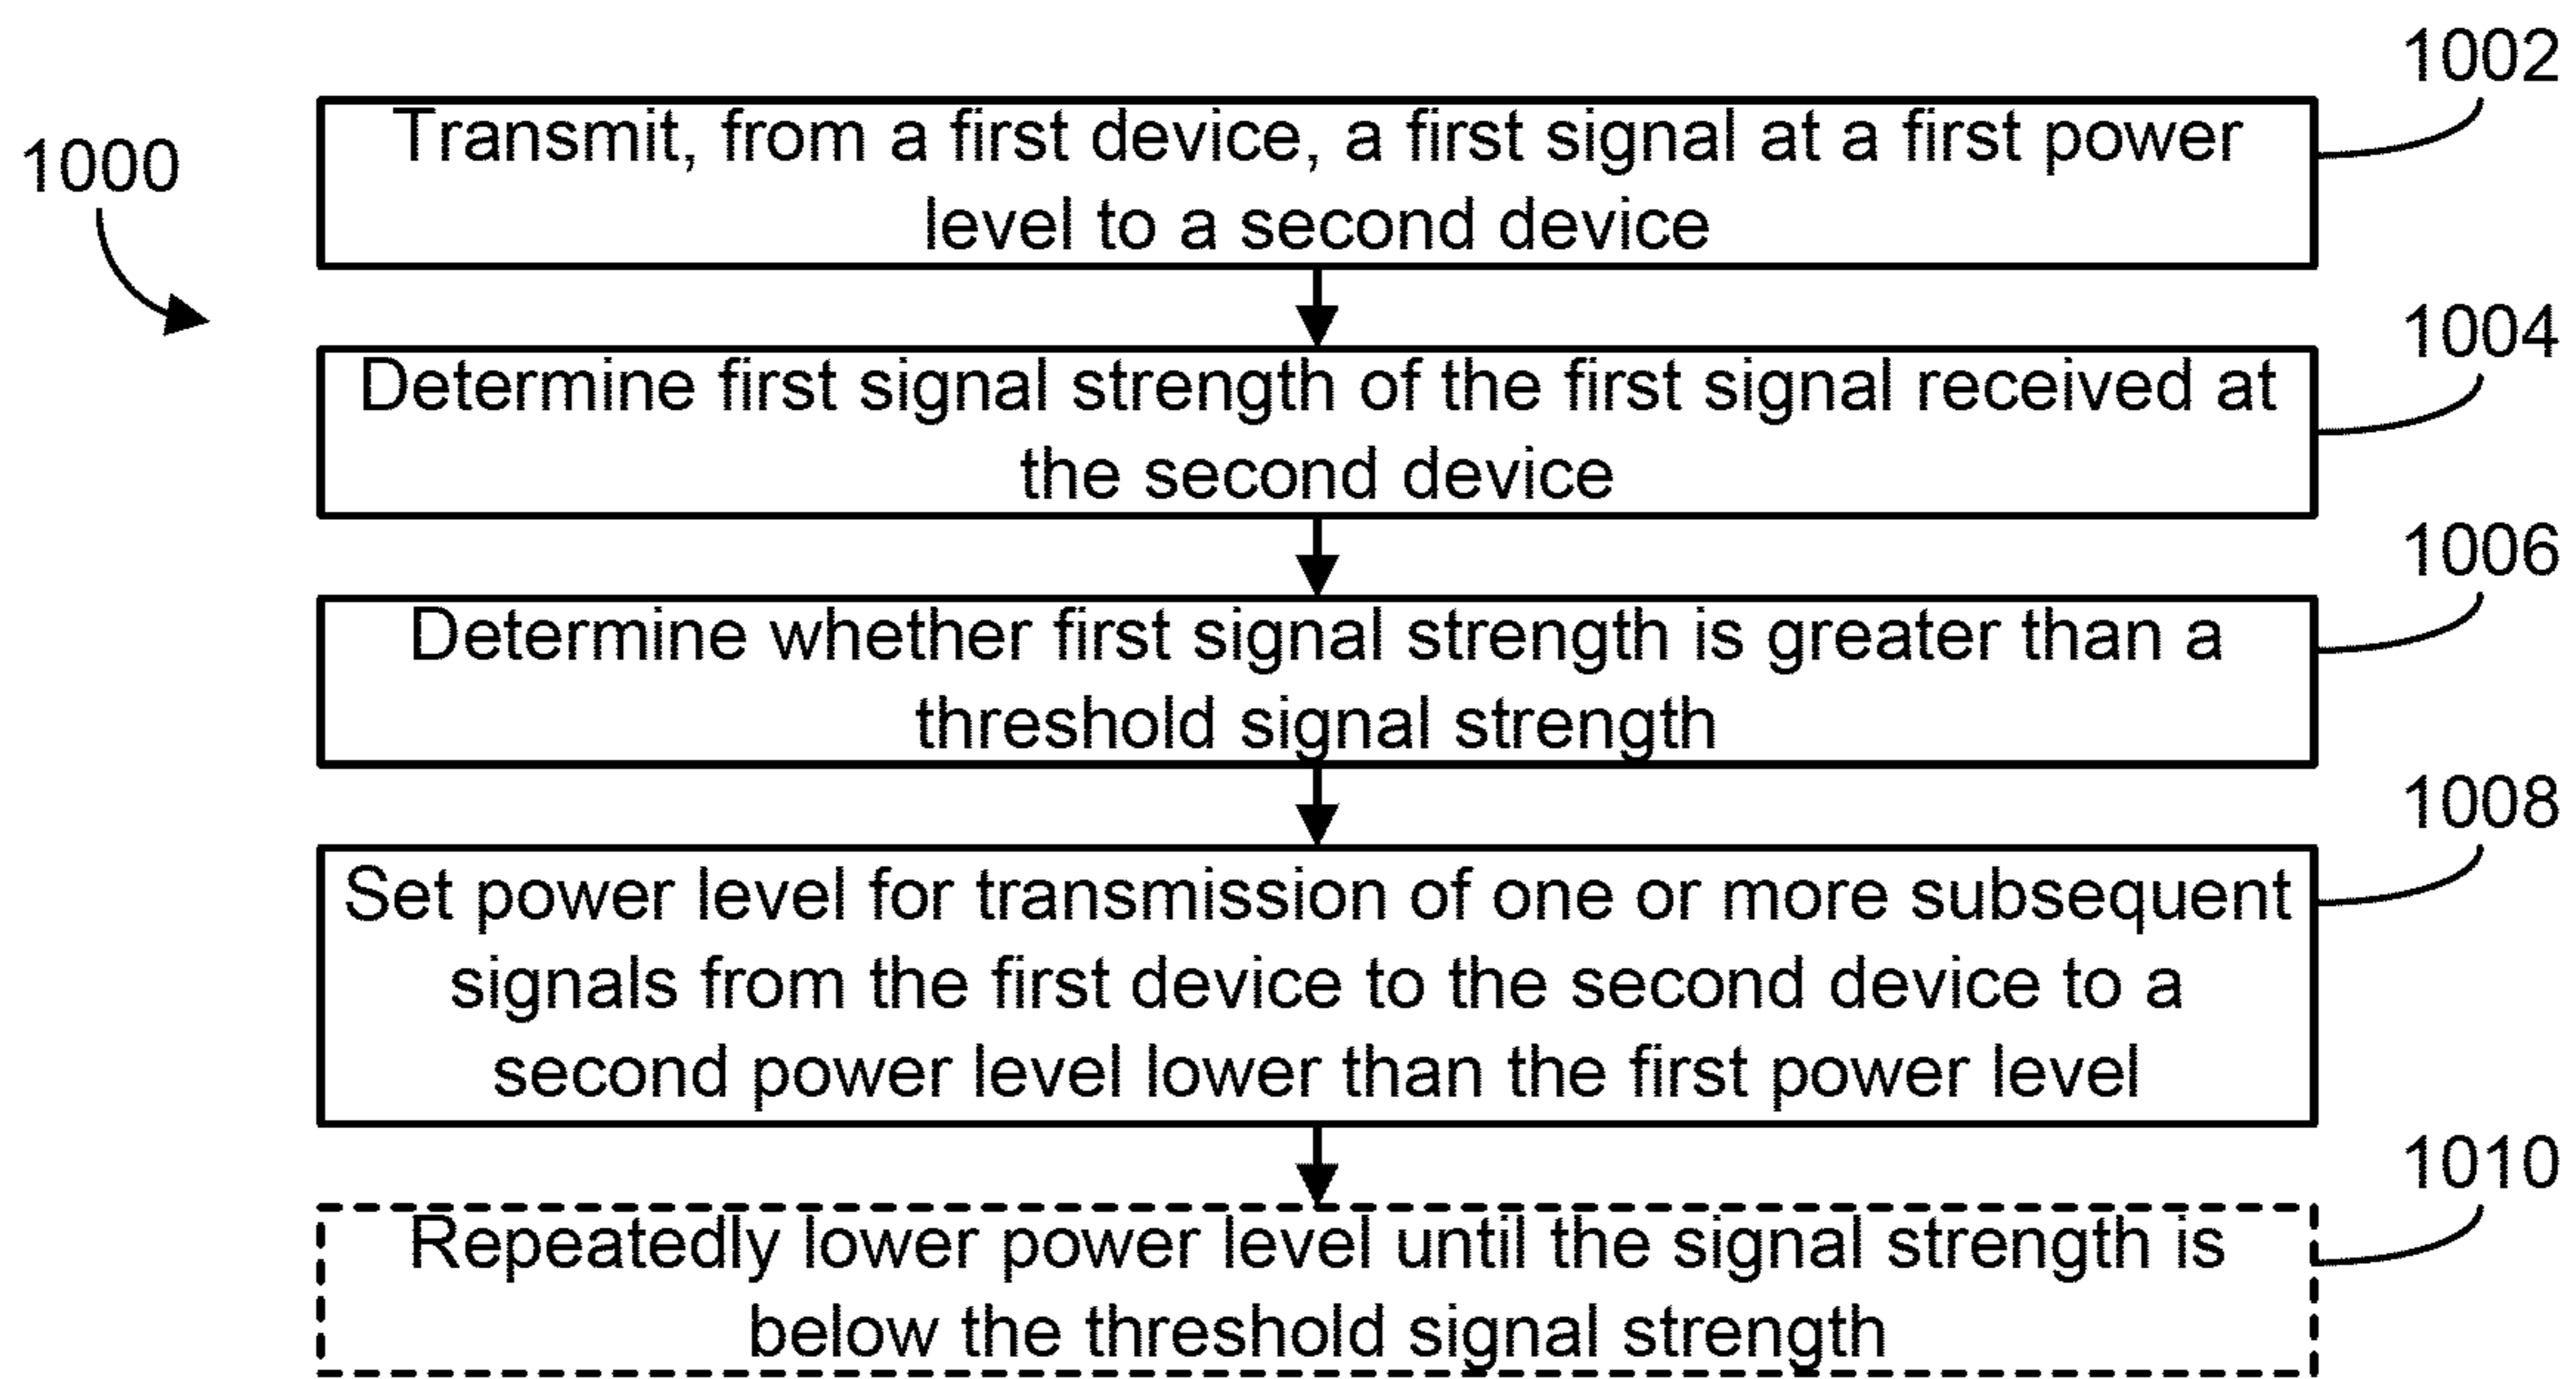 1000
1002
Transmit, from a first device, a first signal at a first power
level to a second device
1004
Determine first signal strength of the first signal received at
the second device
1006
Determine whether first signal strength is greater than a
threshold signal strength
1008
Set power level for transmission of one or more subsequent
signals from the first device to the second device to a
second power level lower than the first power level
1010
Repeatedly lower power level until the signal strength is
below the threshold signal strength